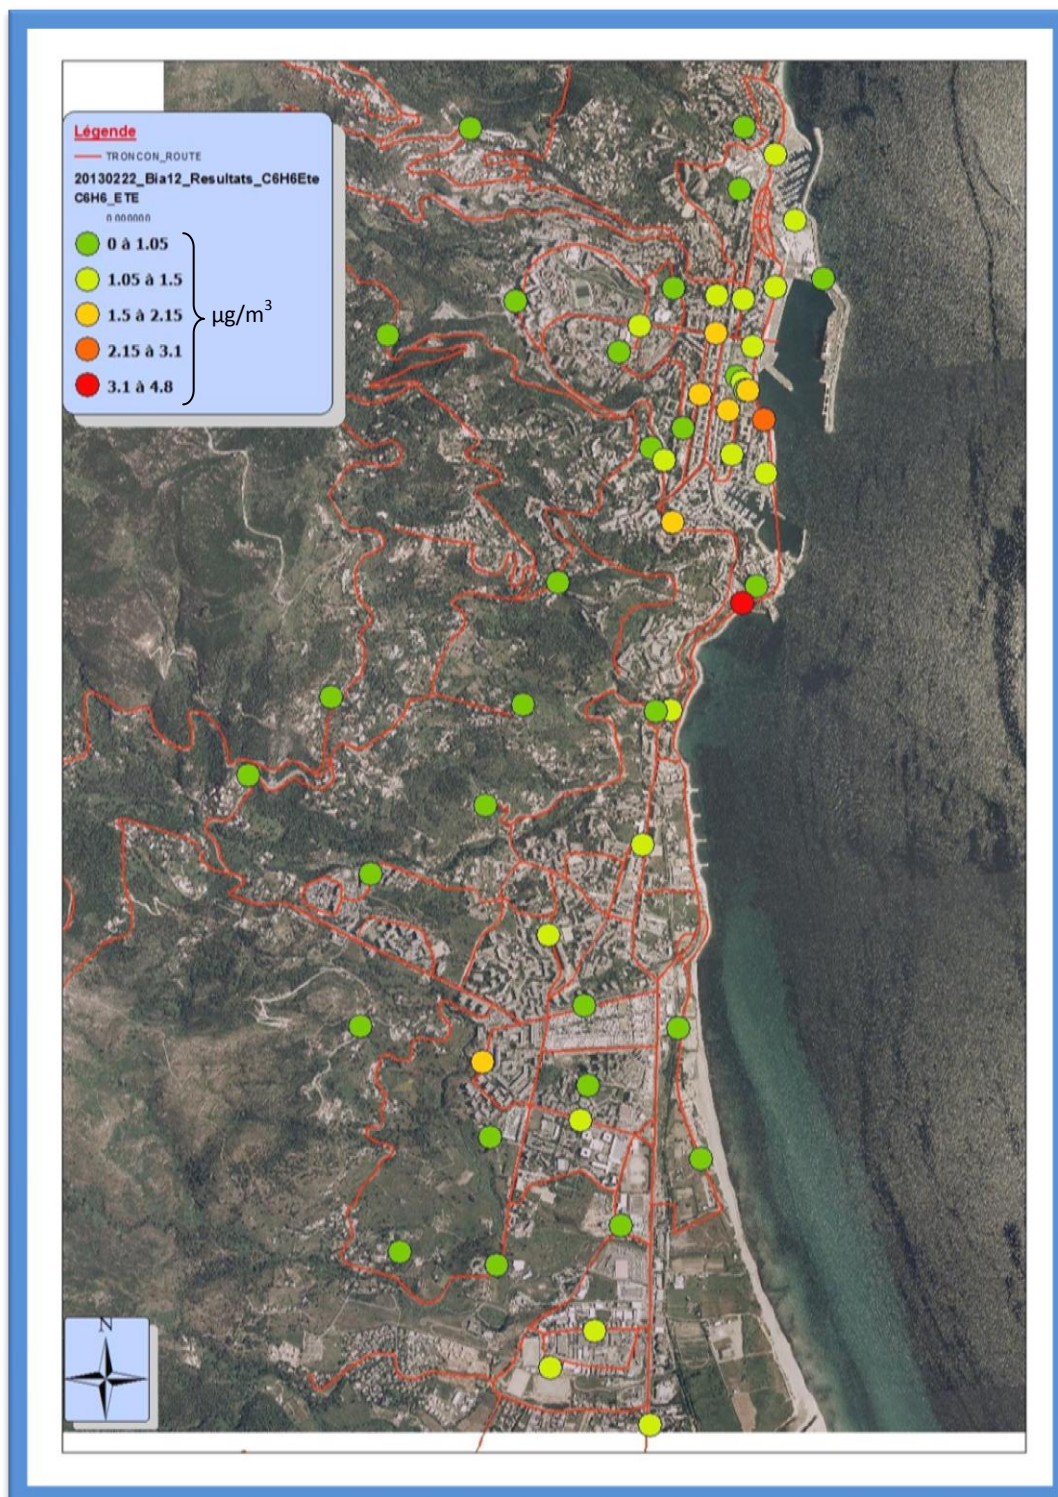 Légende
TRONCON_ROUTE
20130222_Bia12_Resultats_C6H6Ete
C6H6_ETE
0.000000
0 à 1.05
1.05 à 1.5
1.5 à 2.15
2.15 à 3.1
3.1 à 4.8
µg/m³
N